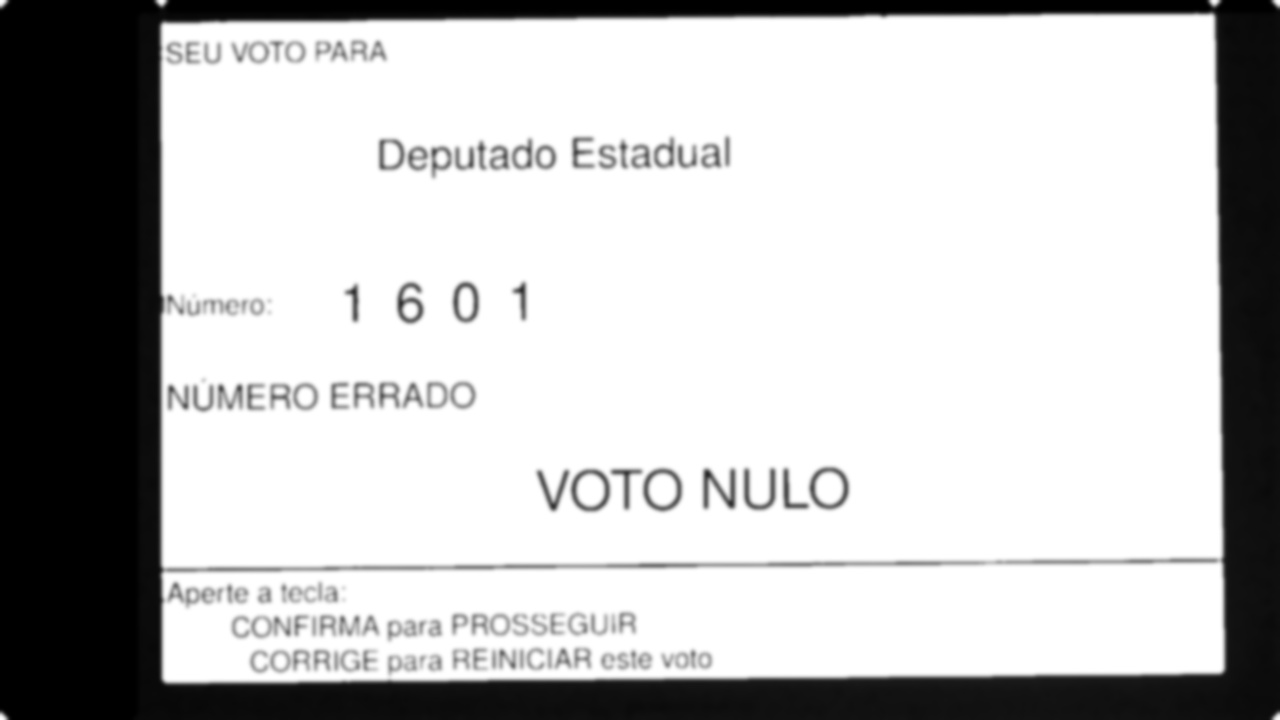 SEU VOTO PARA
Deputado Estadual
Número: 1 6 0 1
NÚMERO ERRADO
VOTO NULO
Aperte a tecla:
CONFIRMA para PROSSEGUIR
CORRIGE para REINICIAR este voto